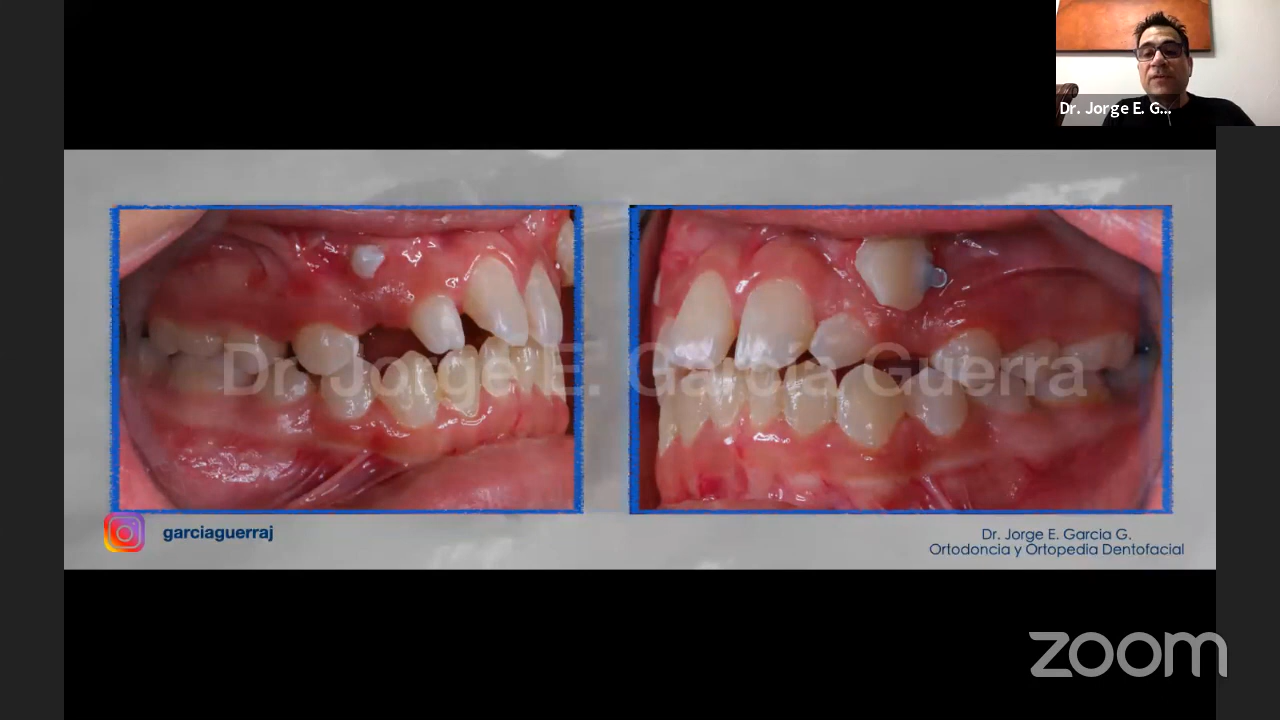 Dr. Jorge E. G...
Dr. Jorge E. Garcia Guerra
garciaguerraj
Dr. Jorge E. Garcia G.
Ortodoncia y Ortopedia Dentofacial
zoom